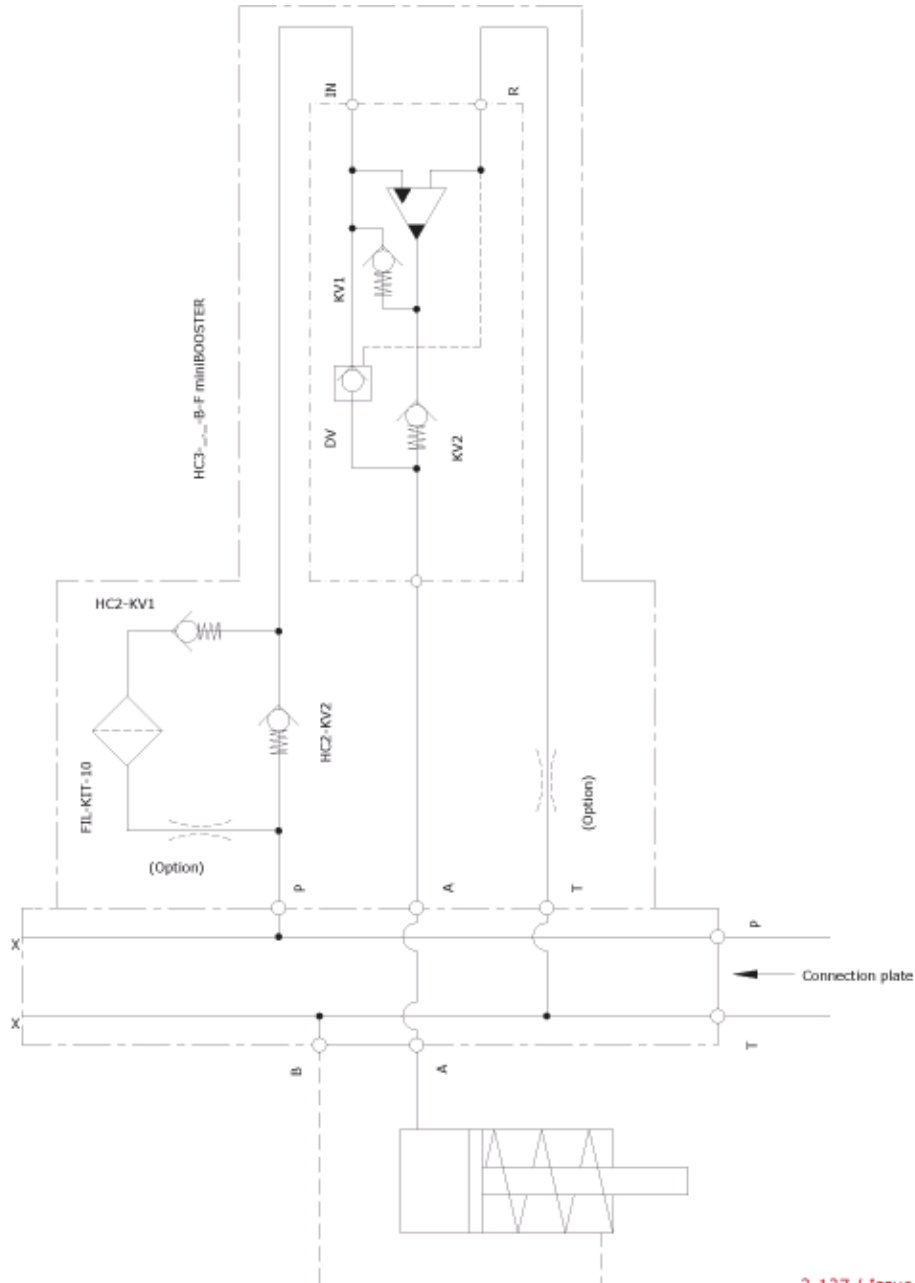 IN
R
KV1
HC3-_-_-B-F miniBOOSTER
DV
KV2
HC2-KV1
HC2-KV2
FIL-KIT-10
(Option)
(Option)
P
A
T
X
P
Connection plate
X
T
B
A